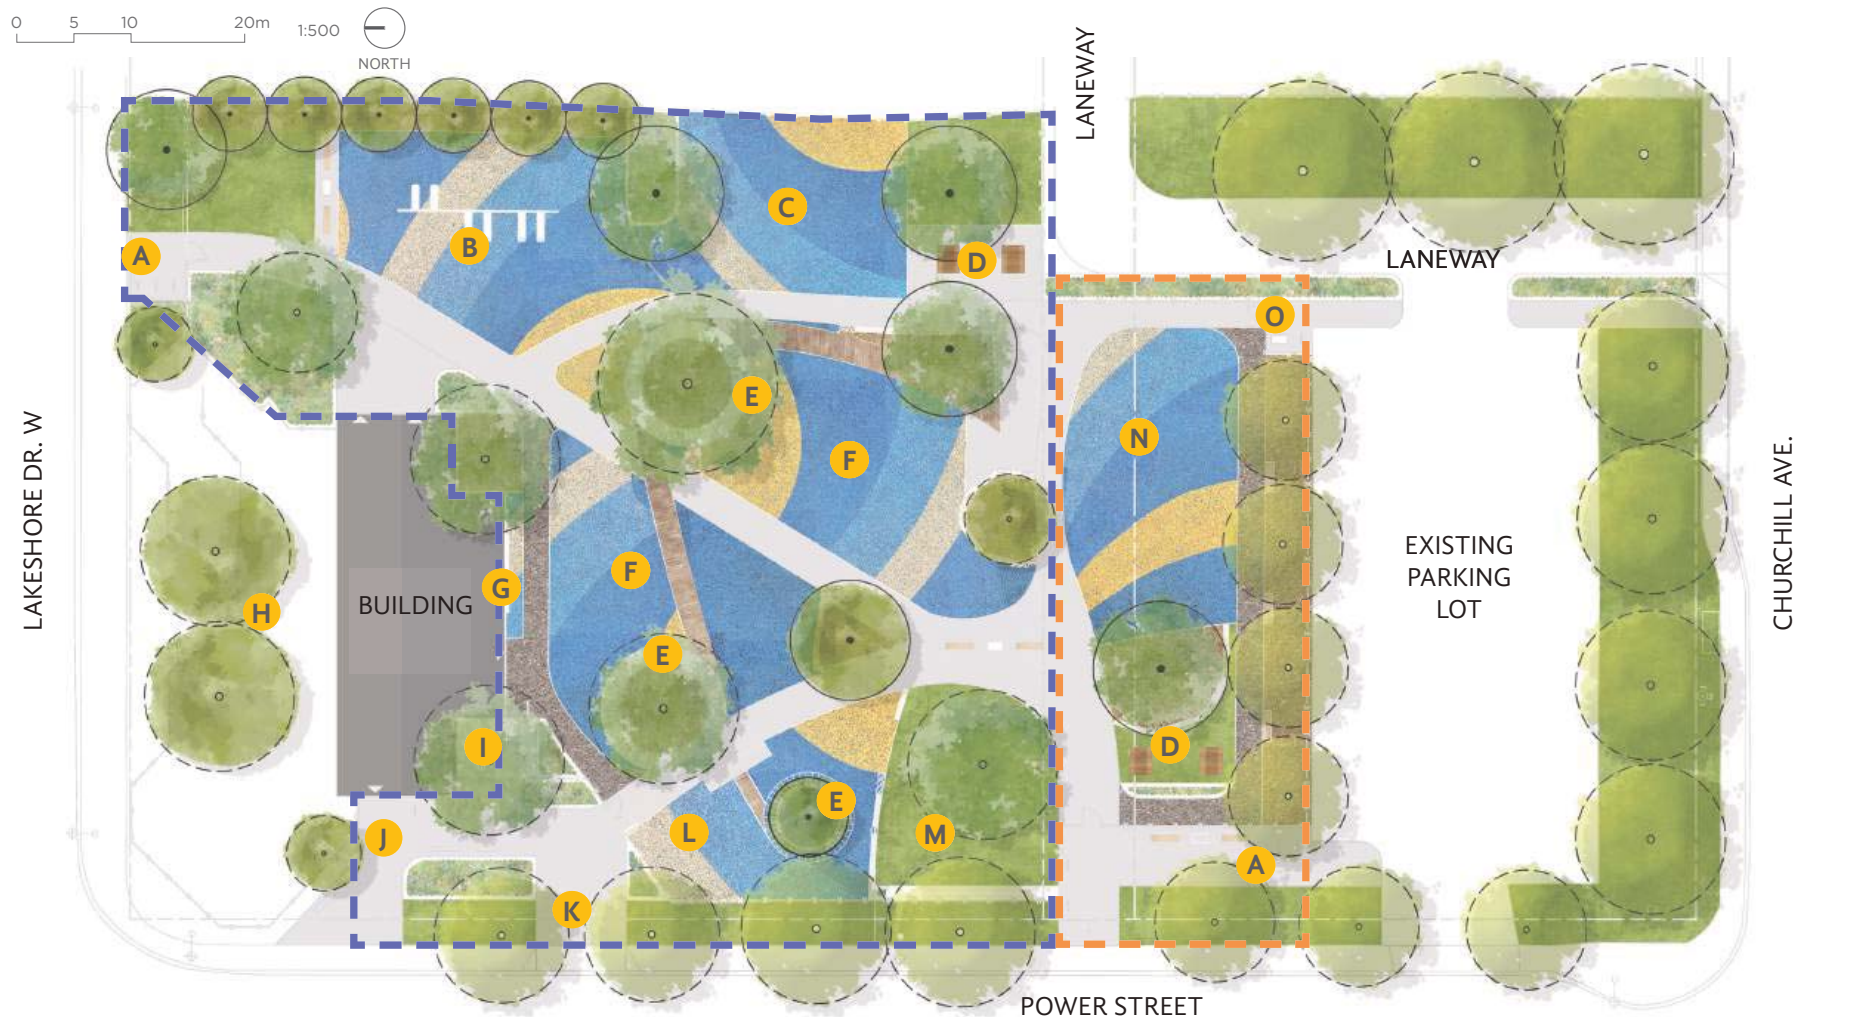 0 5 10 20m
1:500
NORTH
LANEWAY
C
B
A
D
LANEWAY
O
E
N
F
LAKESHORE DR. W
CHURCHILL AVE.
EXISTING
PARKING
LOT
F
G
BUILDING
H
E
I
D
E
J
L
M
A
K
POWER STREET